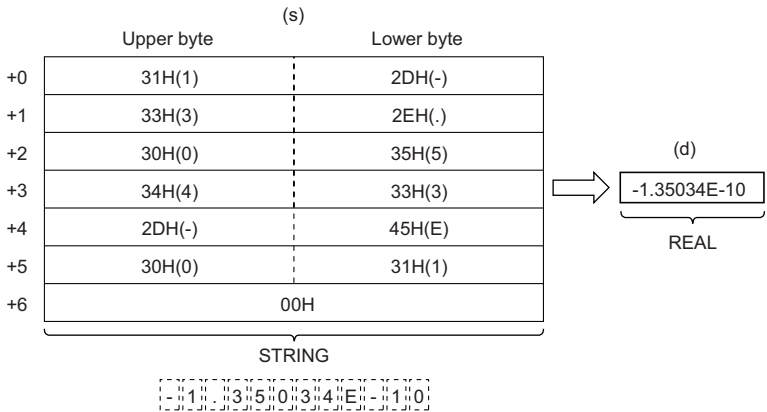 (s)
Upper byte Lower byte
+0 31H(1) 2DH(-)
+1 33H(3) 2EH(.)
+2 30H(0) 35H(5)
+3 34H(4) 33H(3)
+4 2DH(-) 45H(E)
+5 30H(0) 31H(1)
+6 00H
STRING
-1.35034E-10
(d)
-1.35034E-10
REAL